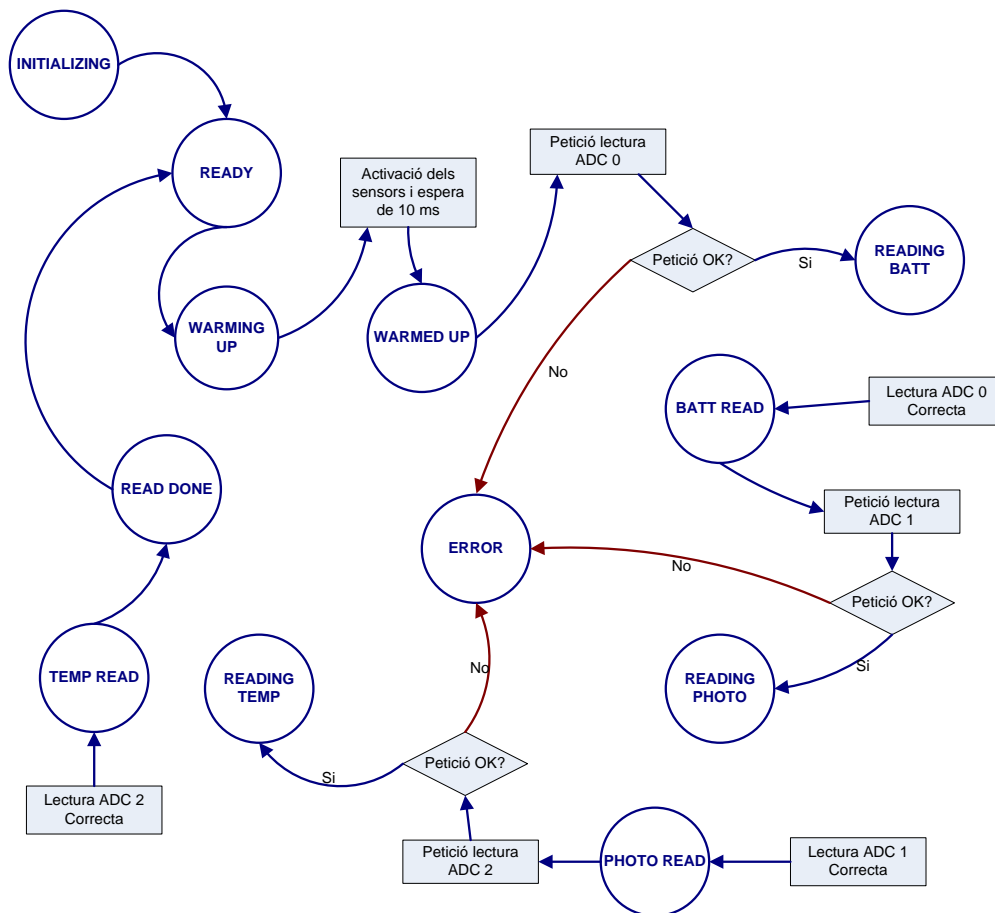 INITIALIZING
READY
Activació dels
sensors i espera
de 10 ms
Petició lectura
ADC 0
Petició OK?
Si
READING
BATT
WARMING
UP
WARMED UP
No
BATT READ
Lectura ADC 0
Correcta
READ DONE
Petició lectura
ADC 1
ERROR
No
Petició OK?
Si
TEMP READ
READING
TEMP
No
READING
PHOTO
Si
Petició OK?
Lectura ADC 2
Correcta
Petició lectura
ADC 2
PHOTO READ
Lectura ADC 1
Correcta